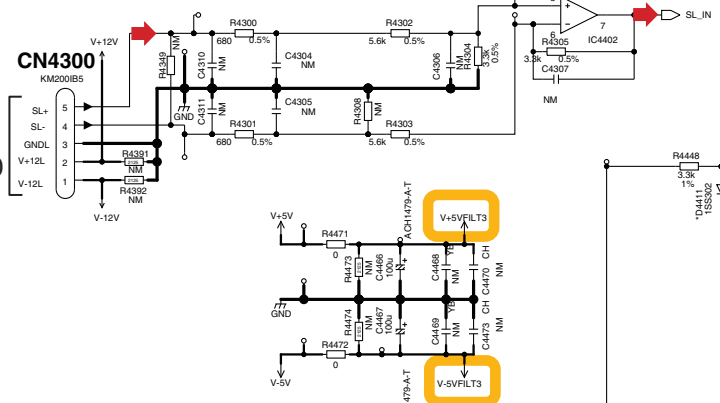 CN4300
KM200IB5
V+12V
SL+
SL-
GNDL
V+12L
V-12L
5
4
3
2
1
R4391
2125
NM
2125
R4392
NM
V-12V
R4349
NM
GND
C4310
NM
C4311
NM
R4300
680
0.5%
R4301
680
0.5%
C4304
NM
C4305
NM
R4302
5.6k
0.5%
R4308
NM
R4303
5.6k
0.5%
C4306
NM
R4304
3.3k
0.5%
+
-
6
7
IC4402
R4305
3.3k
0.5%
C4307
NM
SL_IN
R4448
3.3k
1%
*D4411
1SS302
V+5V
R4471
0
GND
V-5V
R4472
0
R4473
NM
R4474
NM
C4466
100u
+
C4467
100u
+
ACH1479-A-T
479-A-T
V+5VFILT3
YB
C4468
NM
CH
C4470
NM
YB
C4469
NM
CH
C4473
NM
V-5VFILT3